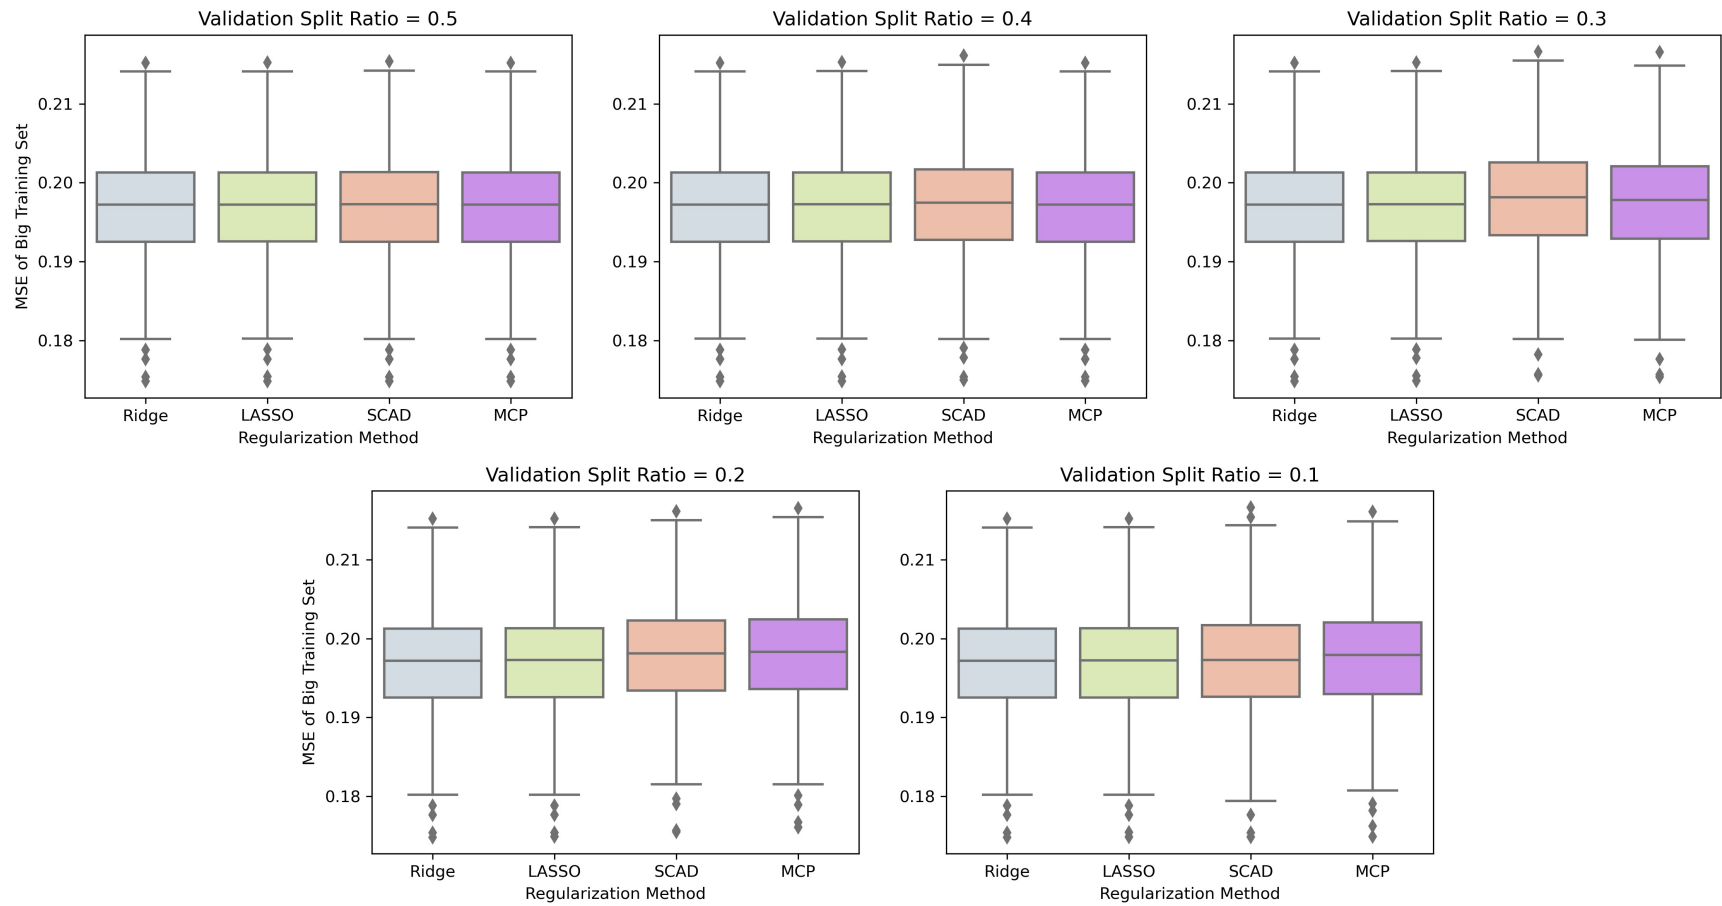 Validation Split Ratio = 0.5
MSE of Big Training Set
0.21
0.20
0.19
0.18
Ridge LASSO SCAD MCP
Regularization Method
Validation Split Ratio = 0.4
0.21
0.20
0.19
0.18
Ridge LASSO SCAD MCP
Regularization Method
Validation Split Ratio = 0.3
0.21
0.20
0.19
0.18
Ridge LASSO SCAD MCP
Regularization Method
Validation Split Ratio = 0.2
MSE of Big Training Set
0.21
0.20
0.19
0.18
Ridge LASSO SCAD MCP
Regularization Method
Validation Split Ratio = 0.1
0.21
0.20
0.19
0.18
Ridge LASSO SCAD MCP
Regularization Method